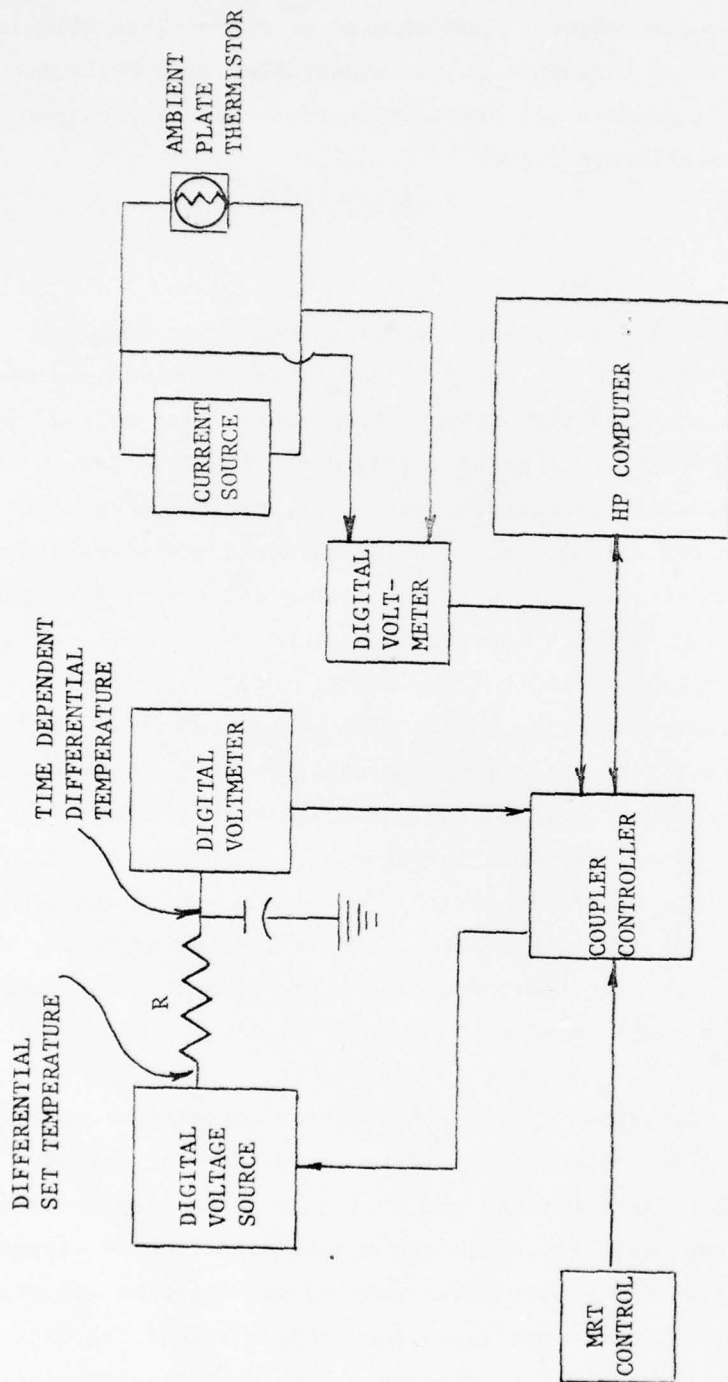 DIFFERENTIAL
SET TEMPERATURE
TIME DEPENDENT
DIFFERENTIAL
TEMPERATURE
AMBIENT
PLATE
THERMISTOR
DIGITAL
VOLTAGE
SOURCE
R
DIGITAL
VOLTMETER
CURRENT
SOURCE
DIGITAL
VOLT-
METER
MRT
CONTROL
COUPLER
CONTROLLER
HP COMPUTER